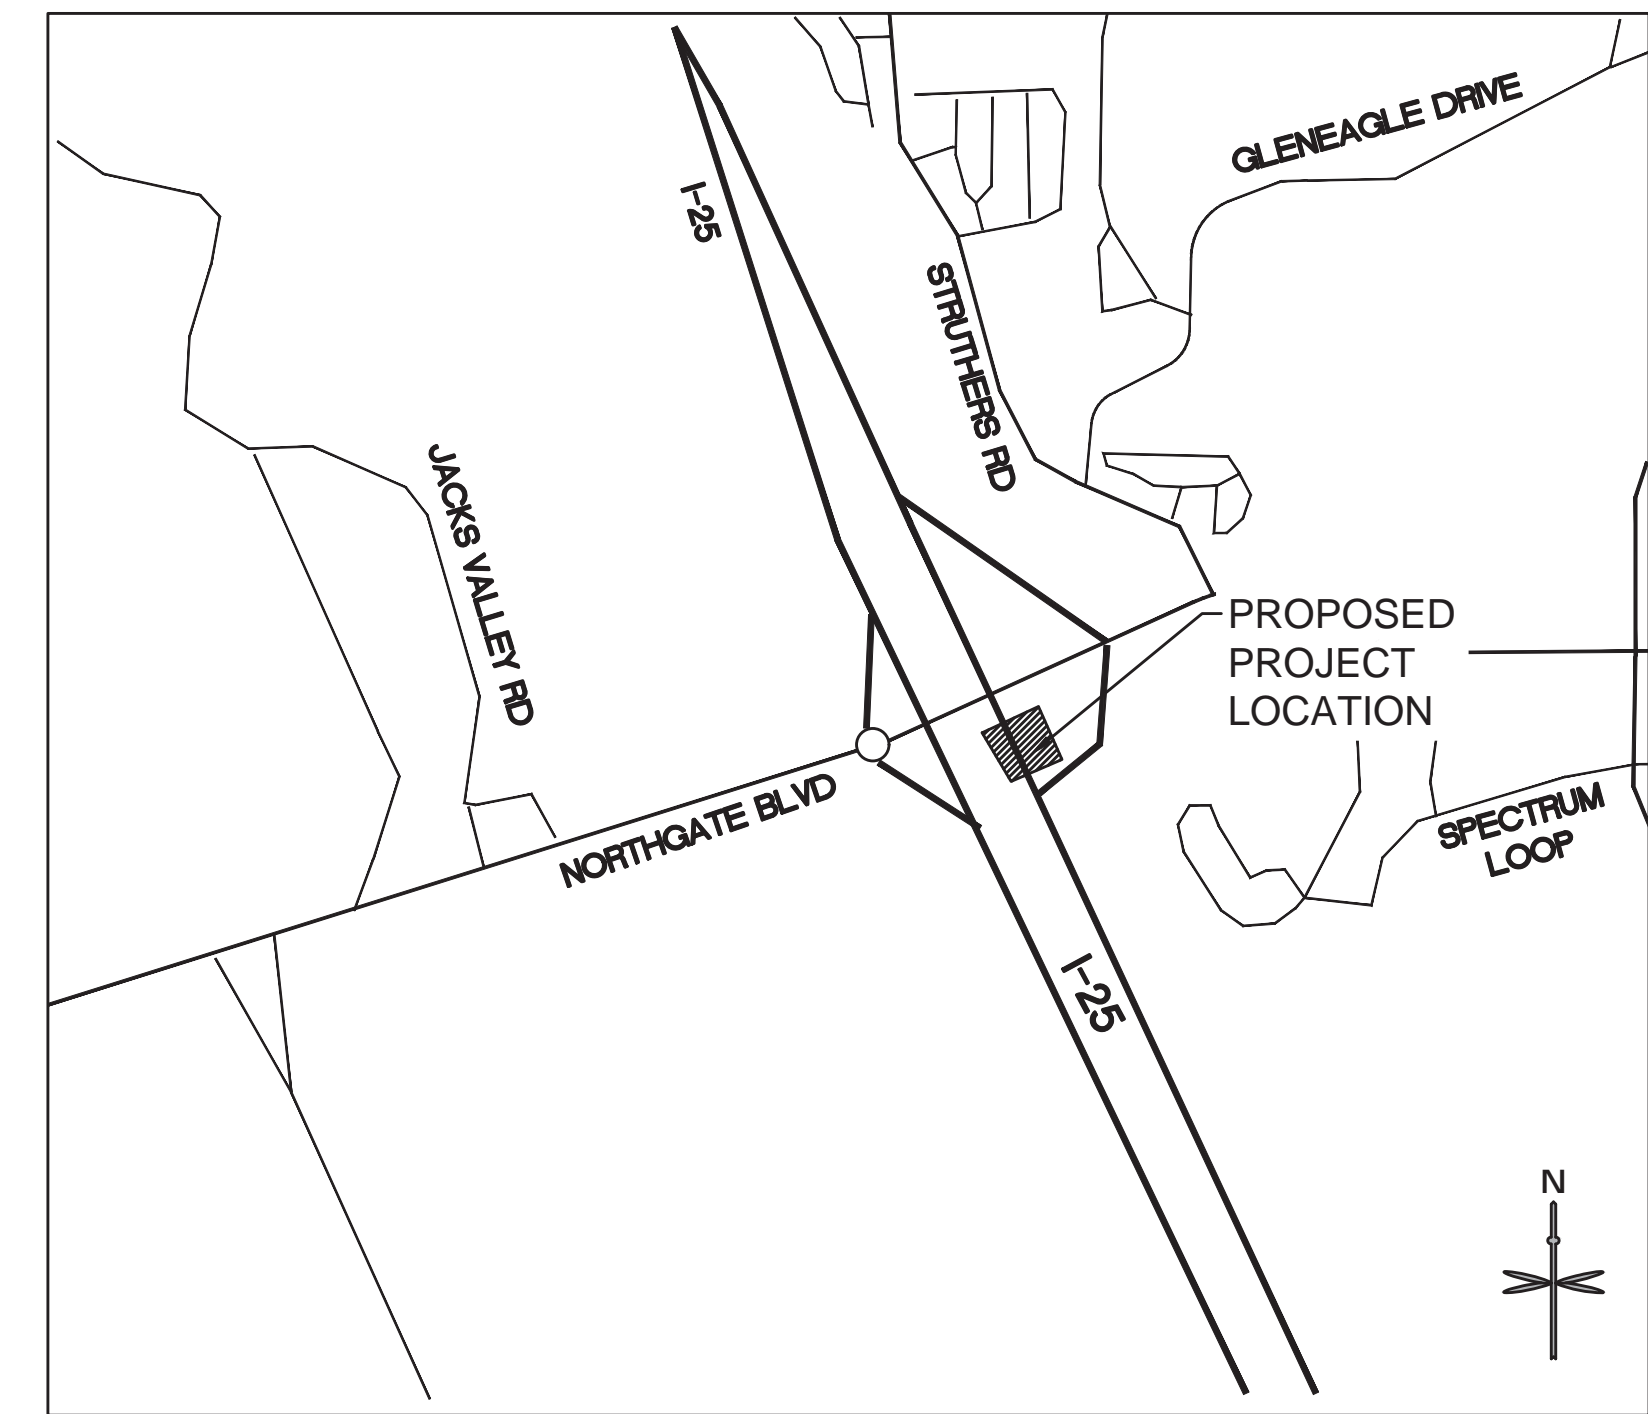 GLENEAGLE DRIVE
I-25
STRUTHERS RD
JACKS VALLEY RD
PROPOSED
PROJECT
LOCATION
NORTHGATE BLVD
SPECTRUM
LOOP
I-25
N